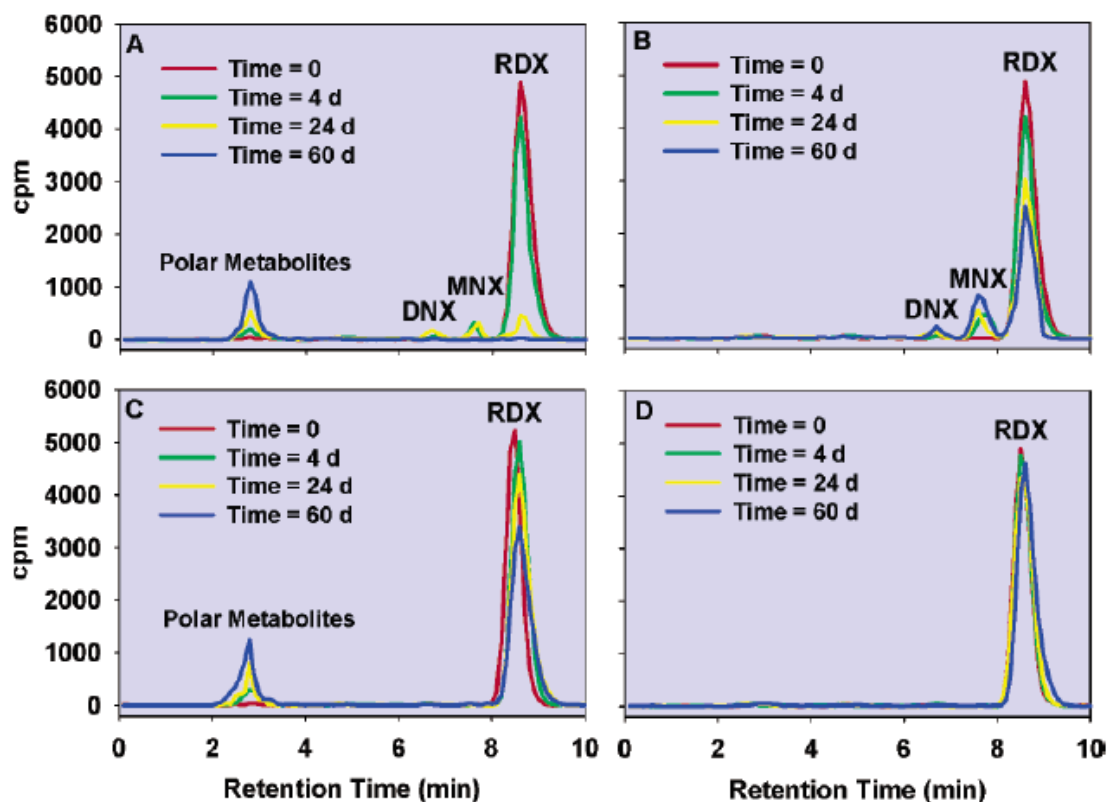 A
RDX
Time = 0
Time = 4 d
Time = 24 d
Time = 60 d
Polar Metabolites
DNX
MNX
cpm
6000
5000
4000
3000
2000
1000
0
B
RDX
Time = 0
Time = 4 d
Time = 24 d
Time = 60 d
DNX
MNX
C
RDX
Time = 0
Time = 4 d
Time = 24 d
Time = 60 d
Polar Metabolites
cpm
6000
5000
4000
3000
2000
1000
0
0 2 4 6 8 10
Retention Time (min)
D
RDX
Time = 0
Time = 4 d
Time = 24 d
Time = 60 d
0 2 4 6 8 10
Retention Time (min)